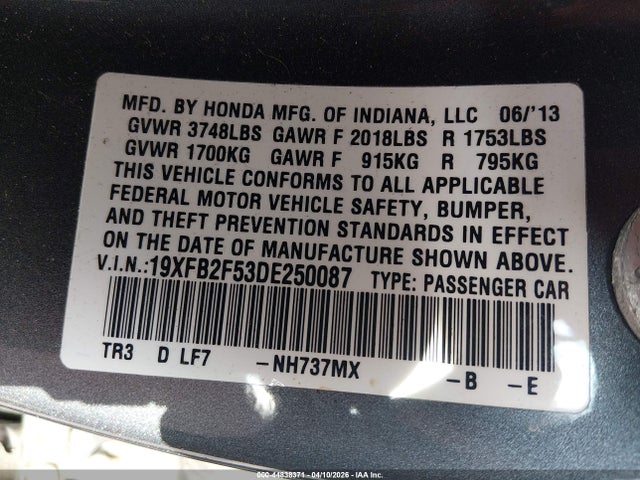 MFD. BY HONDA MFG. OF INDIANA, LLC 06/'13
GVWR 3748LBS GAWR F 2018LBS R 1753LBS
GVWR 1700KG GAWR F 915KG R 795KG
THIS VEHICLE CONFORMS TO ALL APPLICABLE
FEDERAL MOTOR VEHICLE SAFETY, BUMPER,
AND THEFT PREVENTION STANDARDS IN EFFECT
ON THE DATE OF MANUFACTURE SHOWN ABOVE.
V.I.N.:19XFB2F53DE250087 TYPE: PASSENGER CAR
TR3 D LF7 -NH737MX -B -E
000-44838371 - 04/10/2026 - IAA Inc.